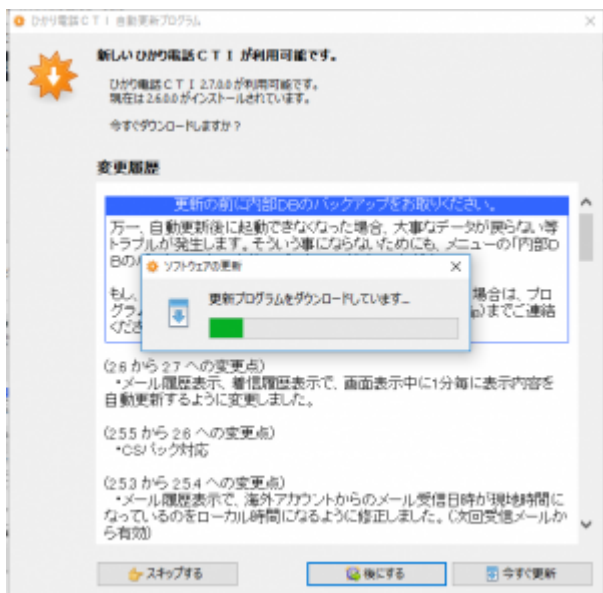 ひかり電話CTI 自動更新プログラム
新しい ひかり電話CTI が利用可能です。
ひかり電話CTI 2.7.0.0 が利用可能です。
現在は 2.6.0.0 がインストールされています。
今すぐダウンロードしますか？
変更履歴
更新の前に内部DBのバックアップをお取りください。
万一、自動更新後に起動できなくなった場合、大事なデータが戻らない等
トラブルが発生します。そういう事にならないためにも、メニューの「内部D
Bの
ソフトウェアの更新
更新プログラムをダウンロードしています...
もし、
場合は、プロ
グラ
までご連絡
くださ
(2.6 から 2.7 への変更点)
・メール履歴表示、着信履歴表示で、画面表示中に1分毎に表示内容を
自動更新するように変更しました。
(2.5.5 から 2.6 への変更点)
・CSパック対応
(2.5.3 から 2.5.4 への変更点)
・メール履歴表示で、海外アカウントからのメール受信日時が現地時間に
なっているのをローカル時間になるように修正しました。(次回受信メールか
ら有効)
スキップする
後にする
今すぐ更新